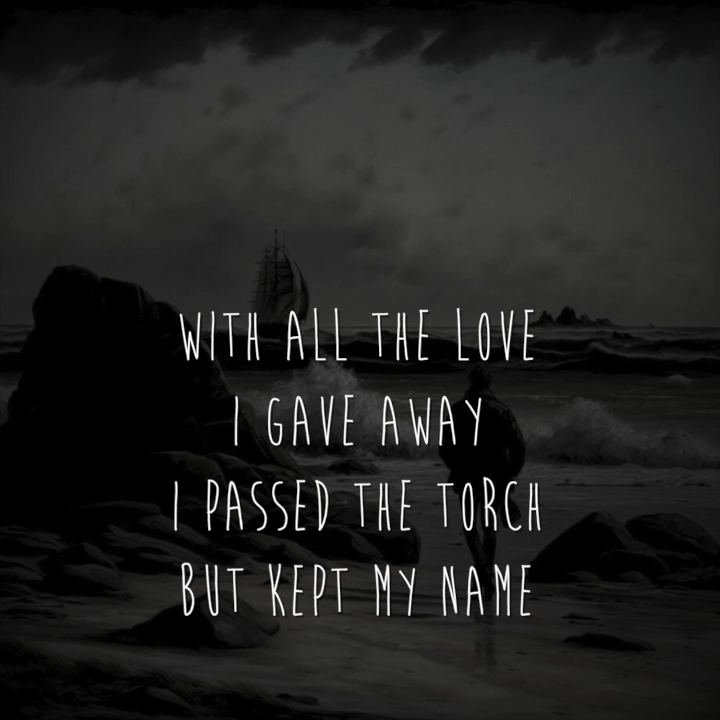 WITH ALL THE LOVE
I GAVE AWAY
I PASSED THE TORCH
BUT KEPT MY NAME